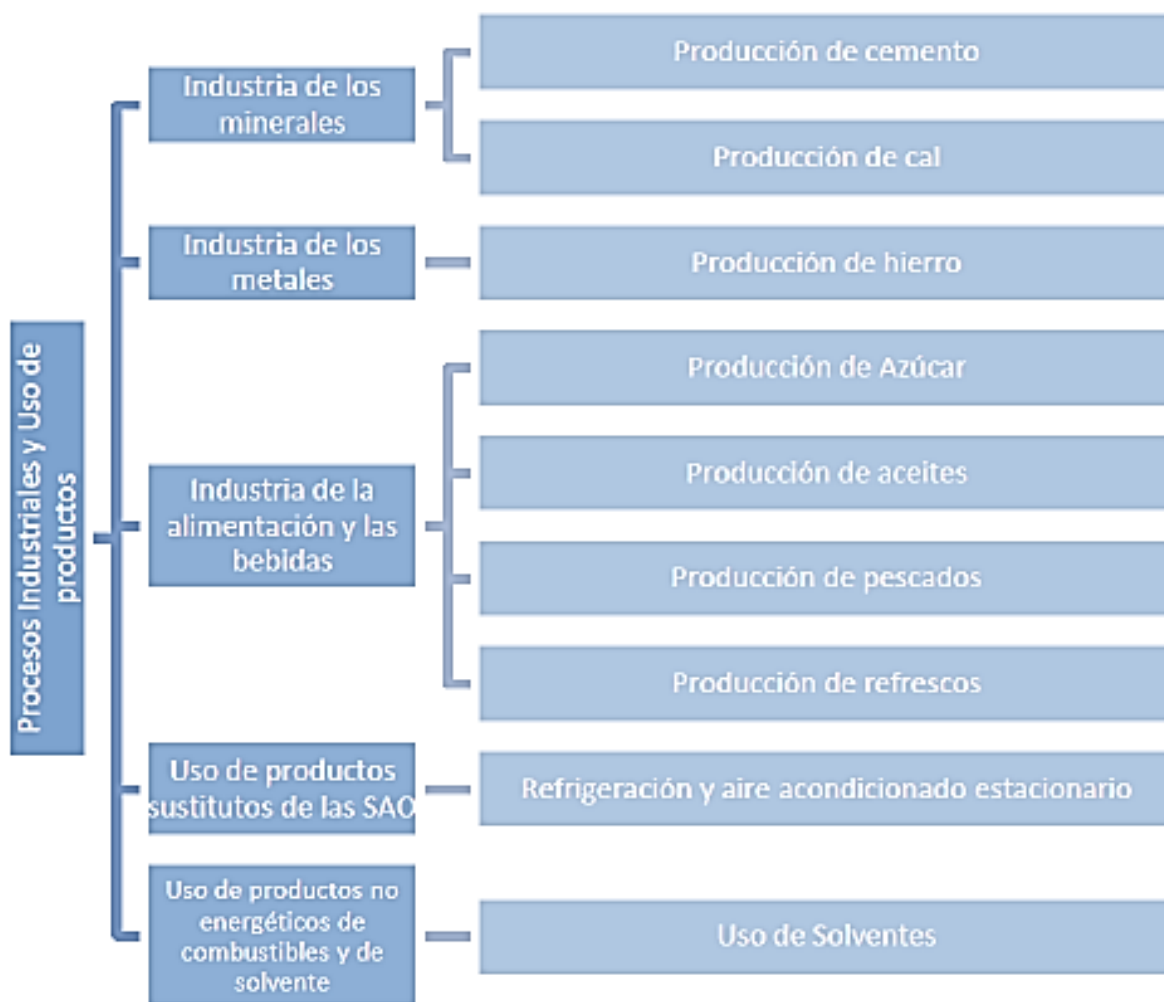 Procesos Industriales y Uso de
productos
Industria de los
minerales
Producción de cemento
Producción de cal
Industria de los
metales
Producción de hierro
Industria de la
alimentación y las
bebidas
Producción de Azúcar
Producción de aceites
Producción de pescados
Producción de refrescos
Uso de productos
sustitutos de las SAO
Refrigeración y aire acondicionado estacionario
Uso de productos no
energéticos de
combustibles y de
solvente
Uso de Solventes